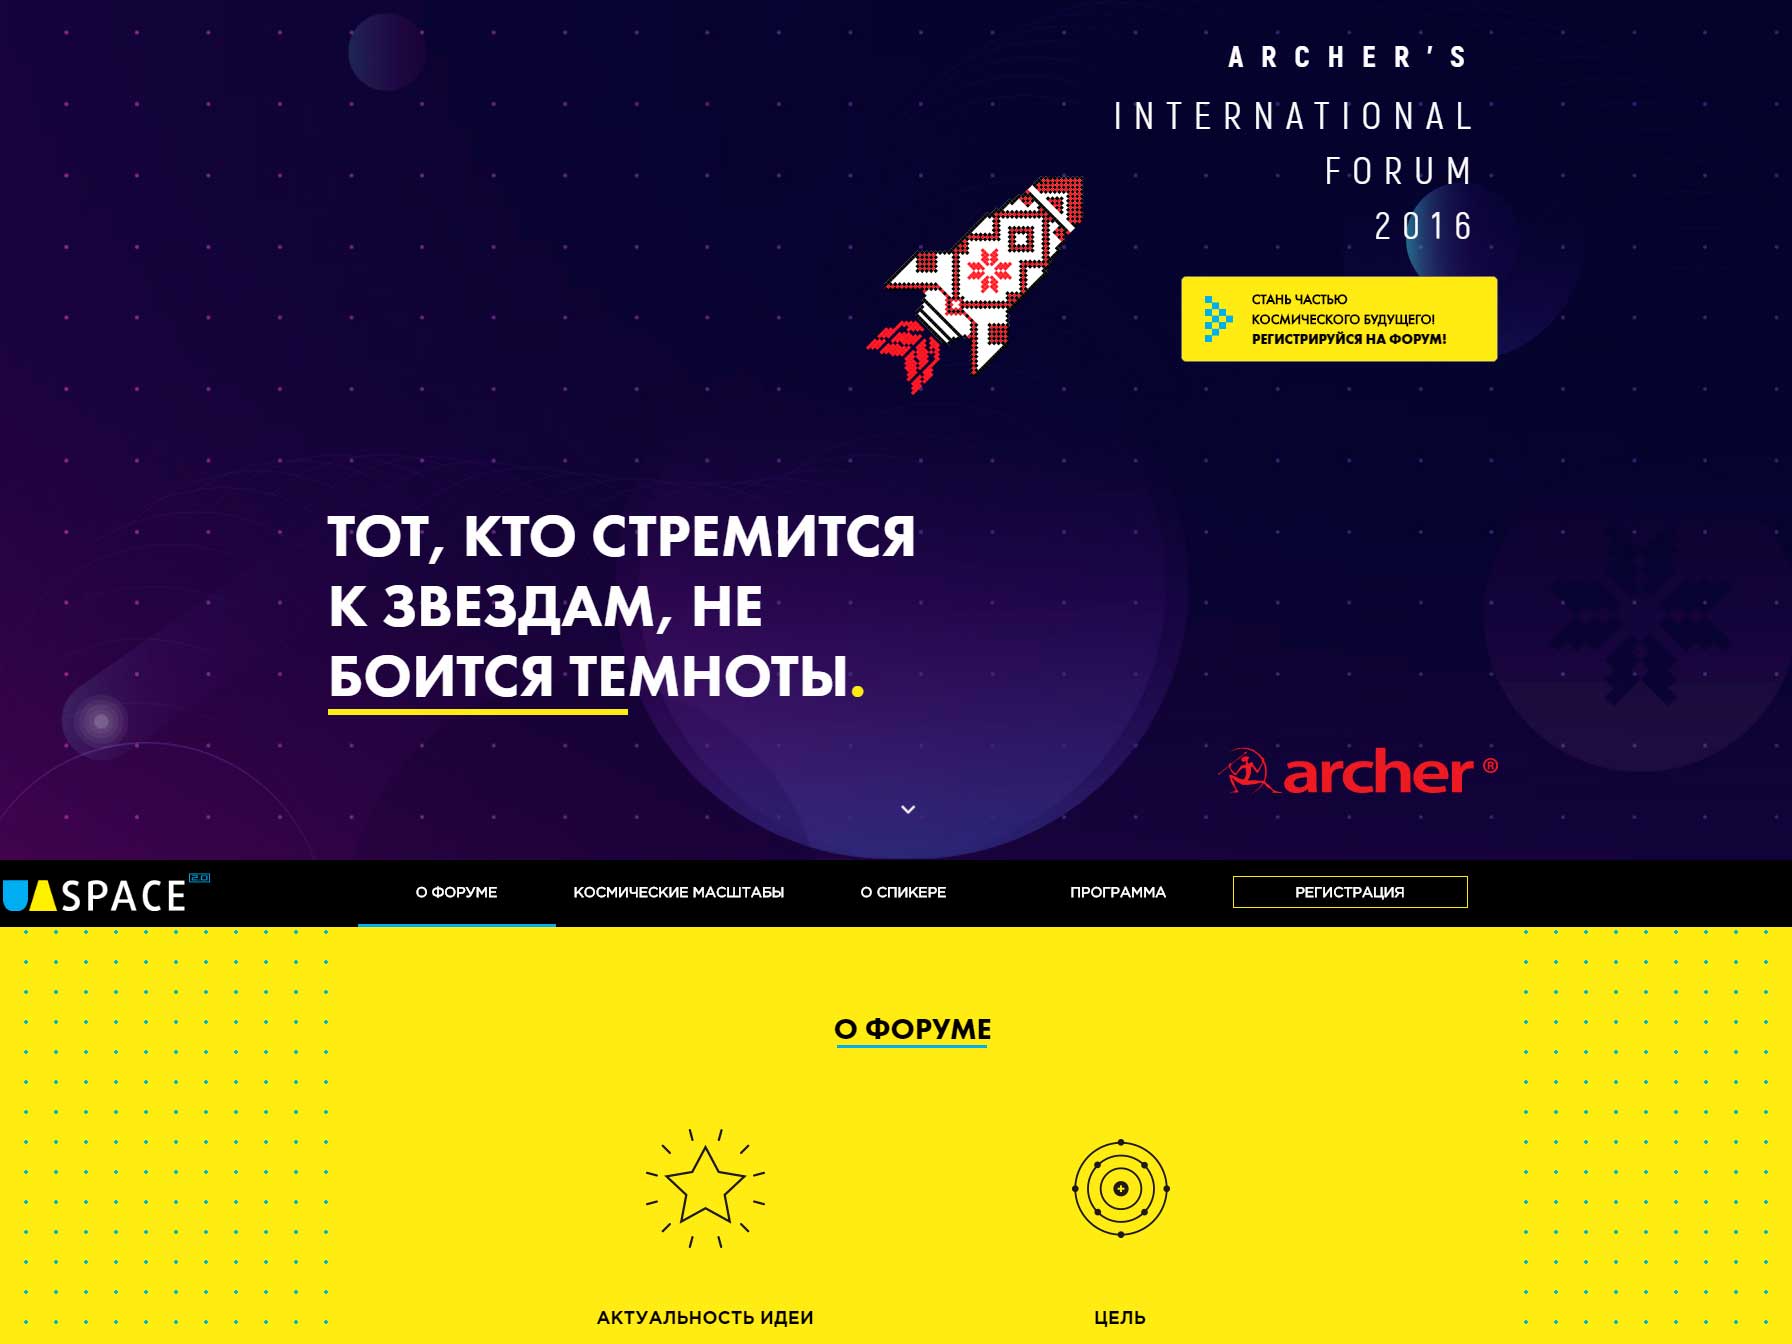 ARCHER'S
INTERNATIONAL
FORUM
2016
СТАНЬ ЧАСТЬЮ
КОСМИЧЕСКОГО БУДУЩЕГО!
РЕГИСТРИРУЙСЯ НА ФОРУМ!
ТОТ, КТО СТРЕМИТСЯ
К ЗВЕЗДАМ, НЕ
БОИТСЯ ТЕМНОТЫ.
archer ®
UASPACE 2.0
О ФОРУМЕ
КОСМИЧЕСКИЕ МАСШТАБЫ
О СПИКЕРЕ
ПРОГРАММА
РЕГИСТРАЦИЯ
О ФОРУМЕ
АКТУАЛЬНОСТЬ ИДЕИ
ЦЕЛЬ